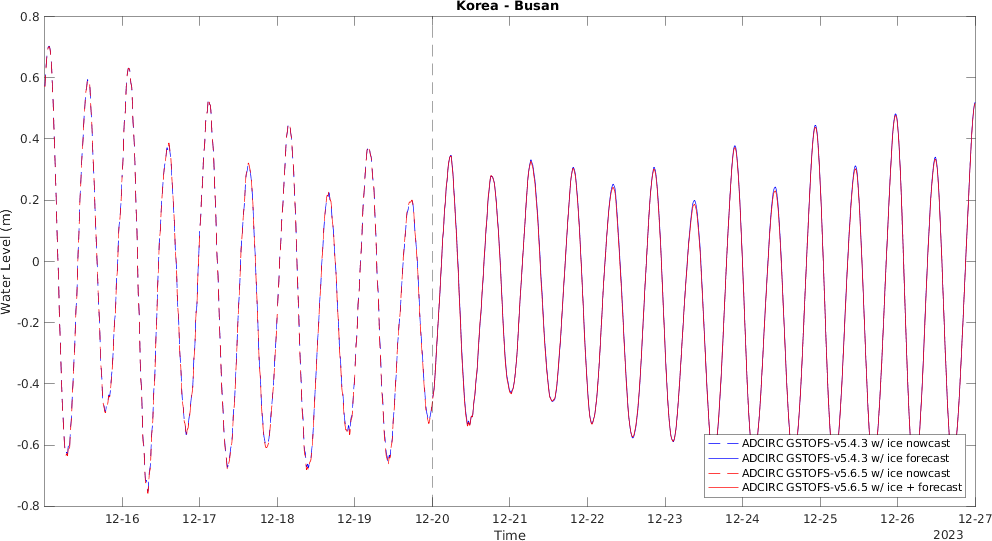 Korea - Busan
0.8
0.6
0.4
0.2
0
-0.2
-0.4
-0.6
-0.8
Water Level (m)
ADCIRC GSTOFS-v5.4.3 w/ ice nowcast
ADCIRC GSTOFS-v5.4.3 w/ ice forecast
ADCIRC GSTOFS-v5.6.5 w/ ice nowcast
ADCIRC GSTOFS-v5.6.5 w/ ice + forecast
12-16 12-17 12-18 12-19 12-20 12-21 12-22 12-23 12-24 12-25 12-26 12-27
Time
2023